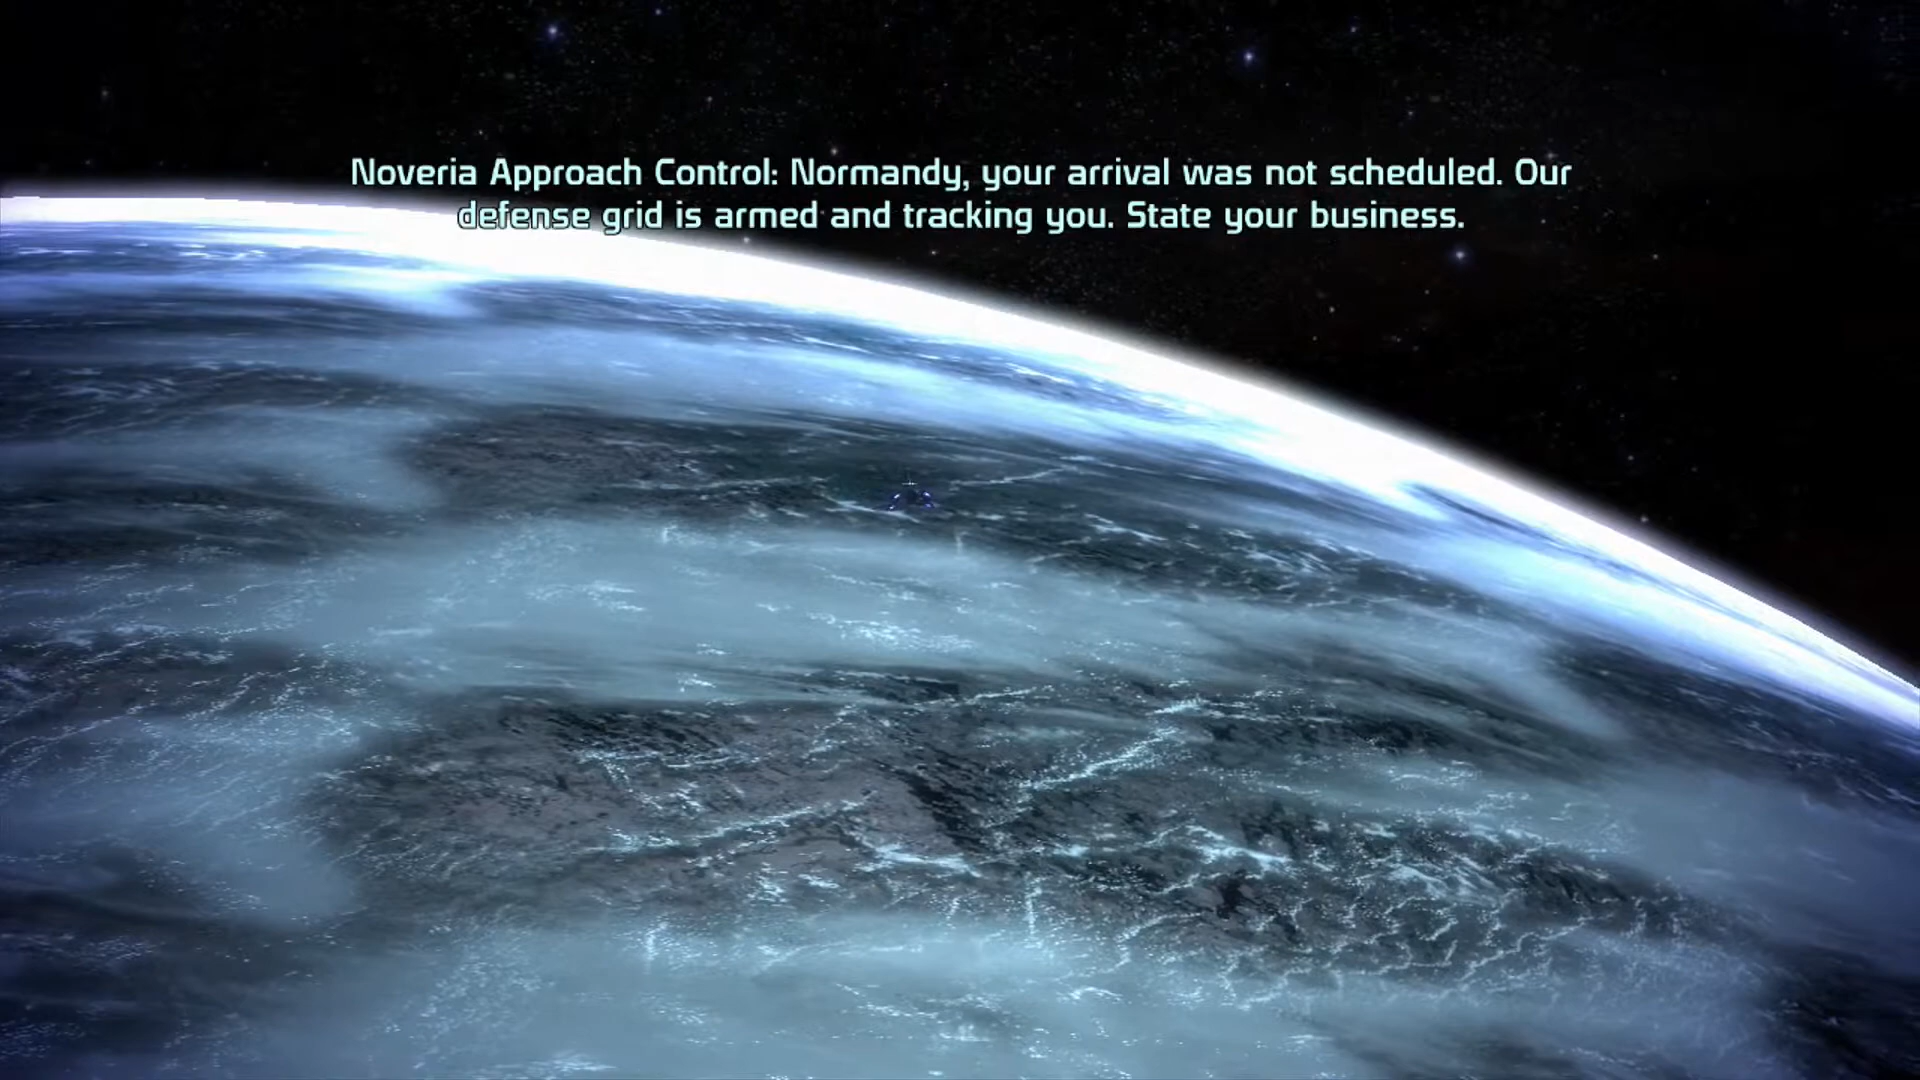 Noveria Approach Control: Normandy, your arrival was not scheduled. Our
defense grid is armed and tracking you. State your business.